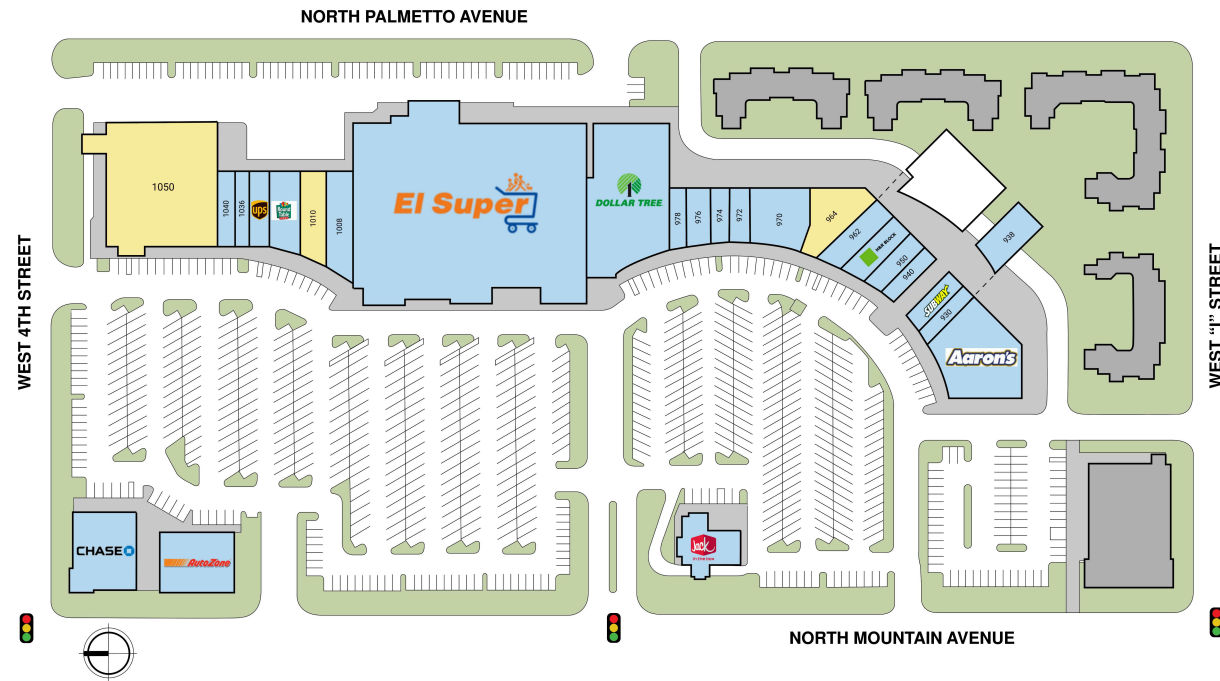 NORTH PALMETTO AVENUE
WEST 4TH STREET
WEST "I" STREET
1050
1040
1036
ups
1010
1008
El Super
DOLLAR TREE
978
976
974
972
970
964
962
H&R BLOCK
950
940
938
SUBWAY
930
Aaron's
CHASE
AutoZone
Jack
in the box
NORTH MOUNTAIN AVENUE